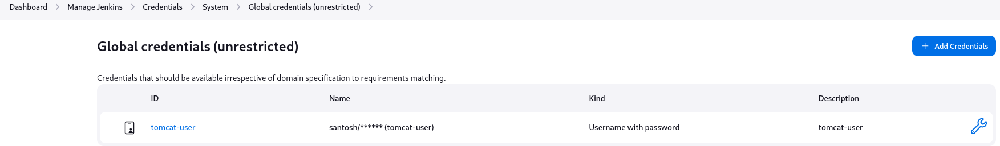 Dashboard > Manage Jenkins > Credentials > System > Global credentials (unrestricted) >
Global credentials (unrestricted)
+ Add Credentials
Credentials that should be available irrespective of domain specification to requirements matching.
ID Name Kind Description
tomcat-user santosh/****** (tomcat-user) Username with password tomcat-user